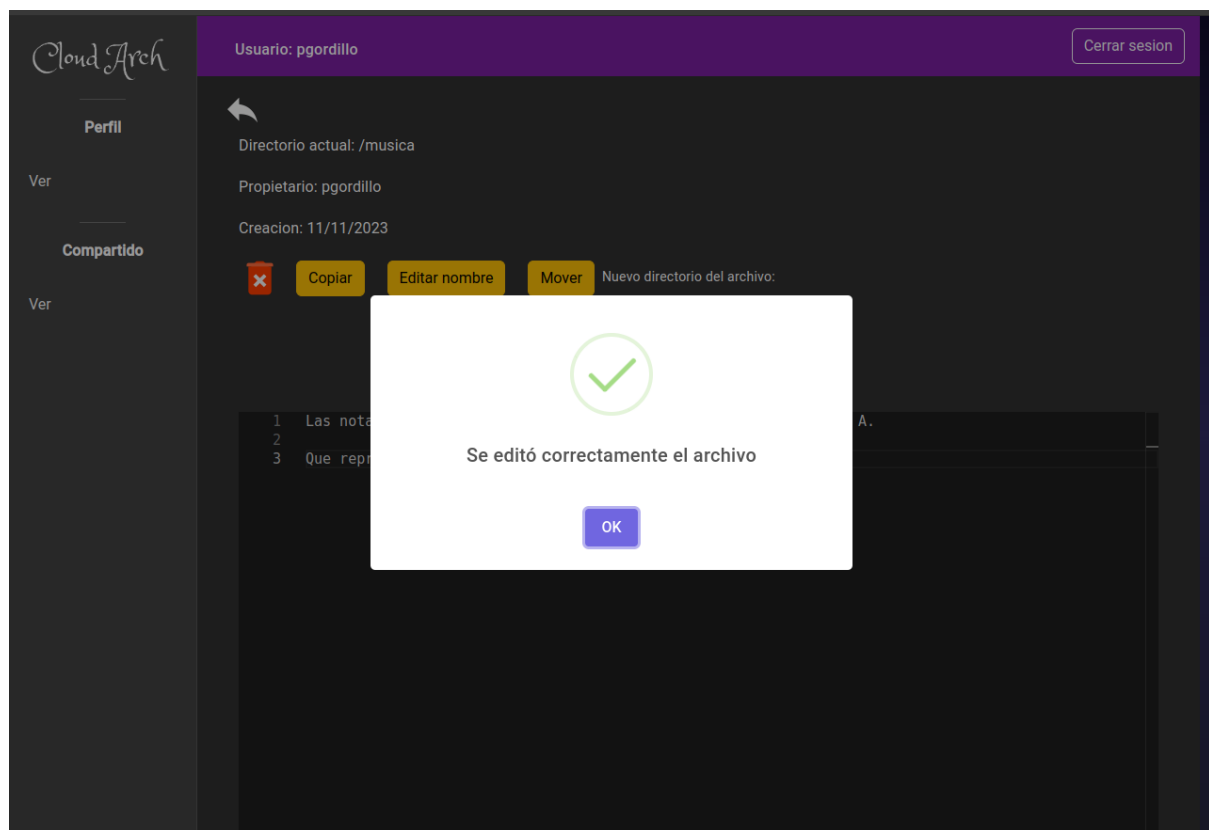 Cloud Arch
Usuario: pgordillo
Cerrar sesion
Perfil
Ver
Compartido
Ver
Directorio actual: /musica
Propietario: pgordillo
Creacion: 11/11/2023
Copiar Editar nombre Mover Nuevo directorio del archivo:
1 Las nota A.
2
3 Que repr
Se editó correctamente el archivo
OK